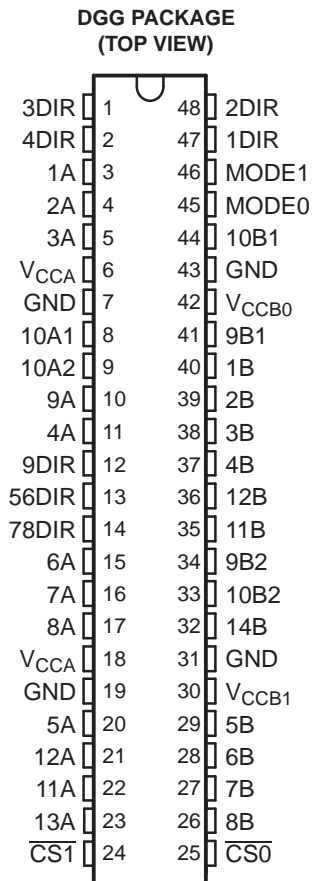 DGG PACKAGE
(TOP VIEW)
3DIR 1 48 2DIR
4DIR 2 47 1DIR
1A 3 46 MODE1
2A 4 45 MODE0
3A 5 44 10B1
VCCA 6 43 GND
GND 7 42 VCCB0
10A1 8 41 9B1
10A2 9 40 1B
9A 10 39 2B
4A 11 38 3B
9DIR 12 37 4B
56DIR 13 36 12B
78DIR 14 35 11B
6A 15 34 9B2
7A 16 33 10B2
8A 17 32 14B
VCCA 18 31 GND
GND 19 30 VCCB1
5A 20 29 5B
12A 21 28 6B
11A 22 27 7B
13A 23 26 8B
CS1 24 25 CS0